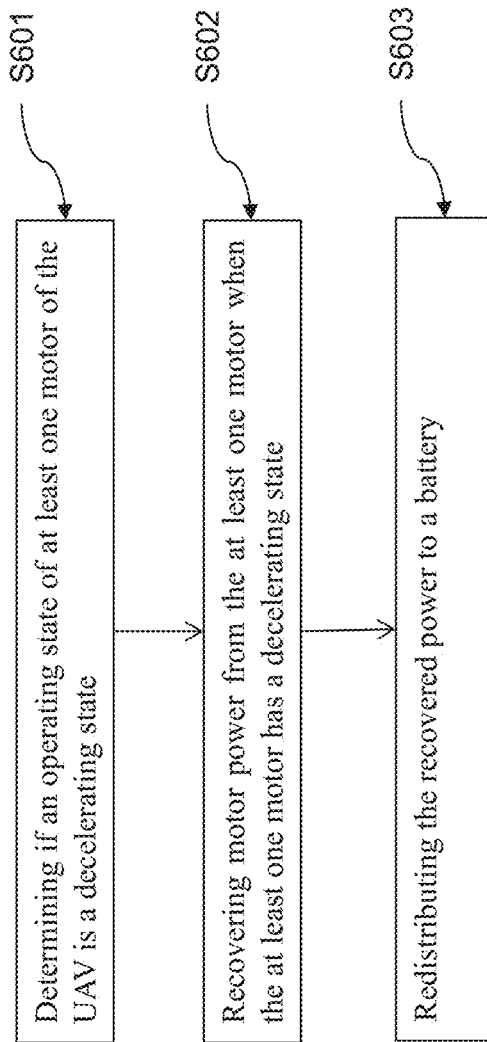 S601
Determining if an operating state of at least one motor of the
UAV is a decelerating state
S602
Recovering motor power from the at least one motor when
the at least one motor has a decelerating state
S603
Redistributing the recovered power to a battery